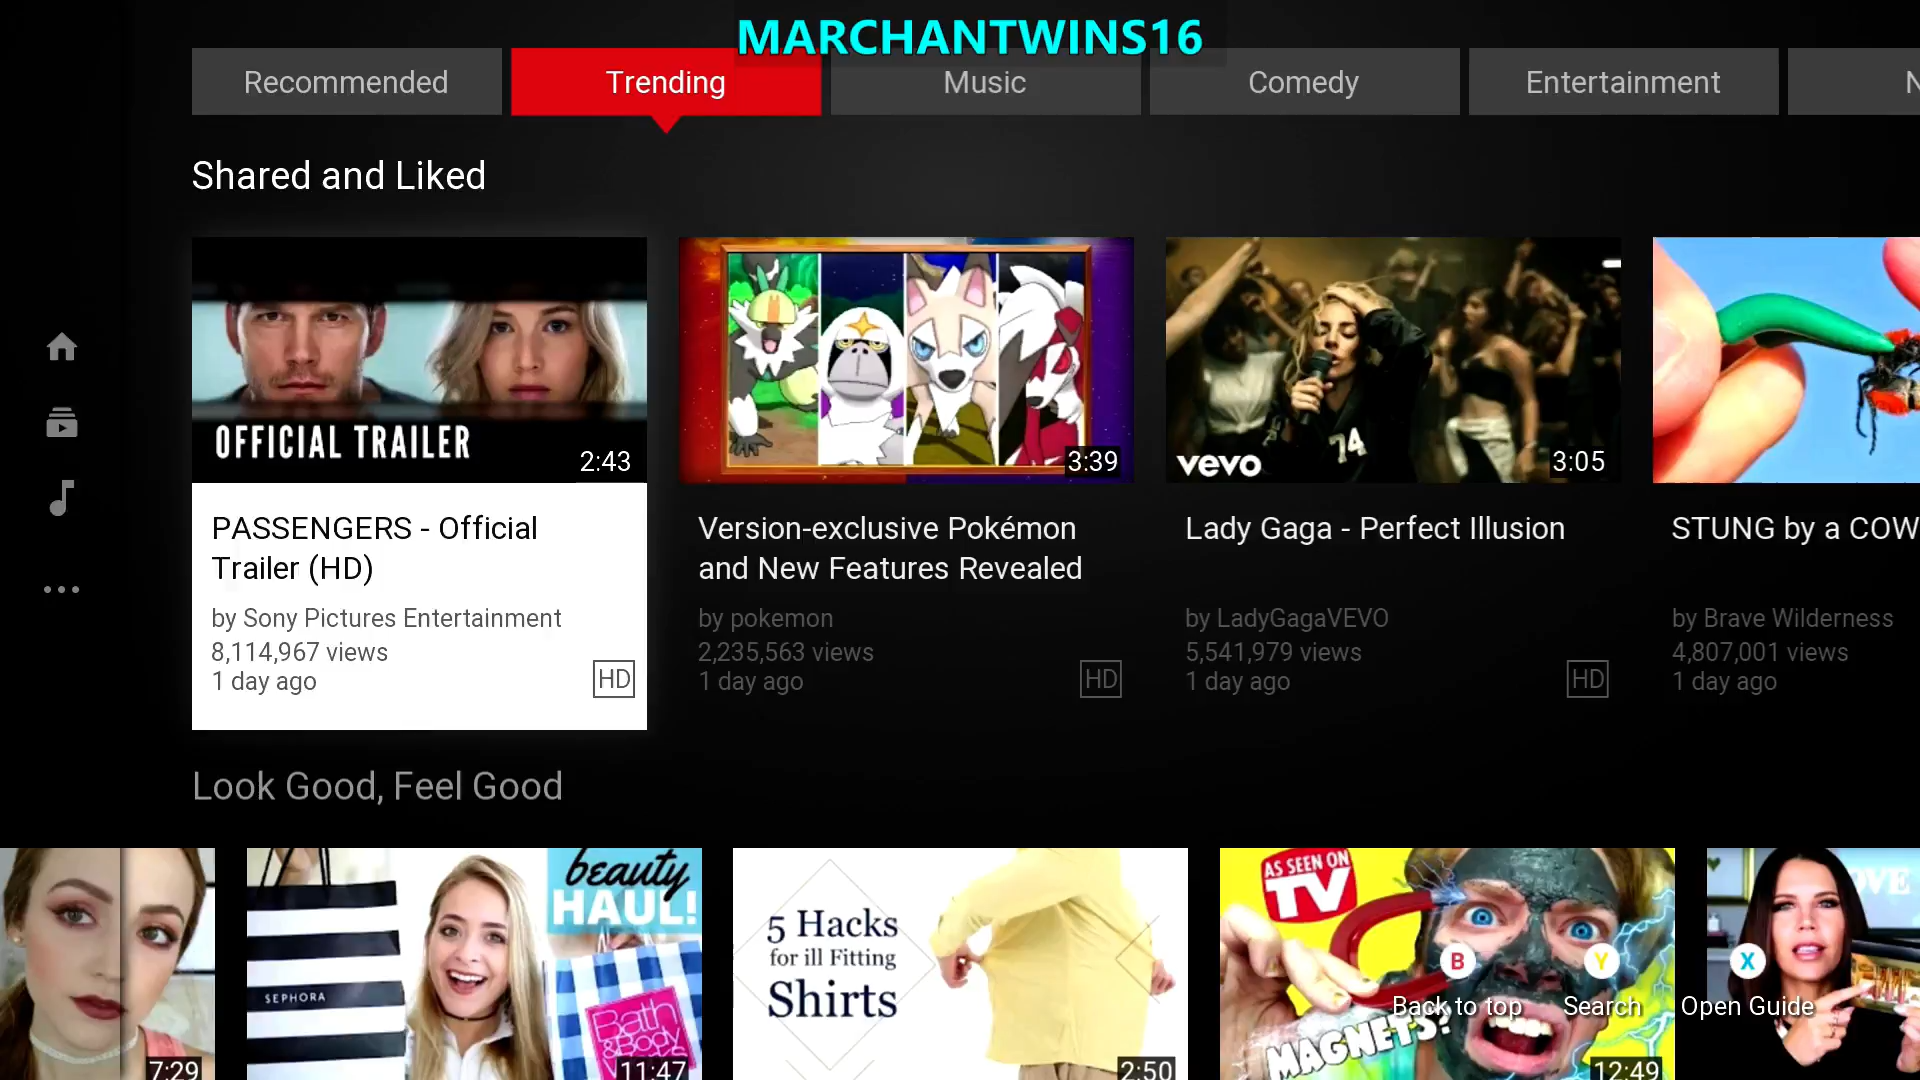 MARCHANTWINS16
Recommended
Trending
Music
Comedy
Entertainment
N
Shared and Liked
OFFICIAL TRAILER
2:43
3:39
74
vevo
3:05
PASSENGERS - Official
Trailer (HD)
by Sony Pictures Entertainment
8,114,967 views
1 day ago
HD
Version-exclusive Pokémon
and New Features Revealed
by pokemon
2,235,563 views
1 day ago
HD
Lady Gaga - Perfect Illusion
by LadyGagaVEVO
5,541,979 views
1 day ago
HD
STUNG by a COW
by Brave Wilderness
4,807,001 views
1 day ago
Look Good, Feel Good
7:29
SEPHORA
beauty
HAUL!
Bath
& Body
11:47
5 Hacks
for ill Fitting
Shirts
2:50
AS SEEN ON
TV
MAGNETS?
12:49
OVE
B
Y
X
Back to top
Search
Open Guide